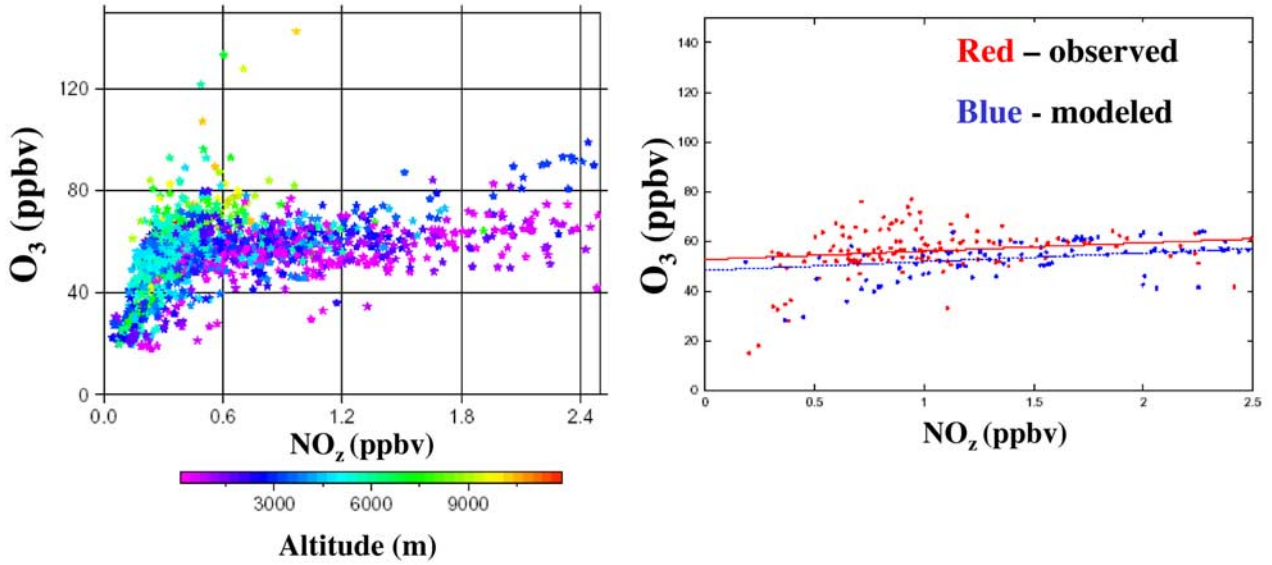 O3 (ppbv)
120
80
40
0
0.0 0.6 1.2 1.8 2.4
NOz (ppbv)
3000 6000 9000
Altitude (m)
O3 (ppbv)
140
120
100
80
60
40
20
0
Red – observed
Blue - modeled
0 0.5 1 1.5 2 2.5
NOz (ppbv)